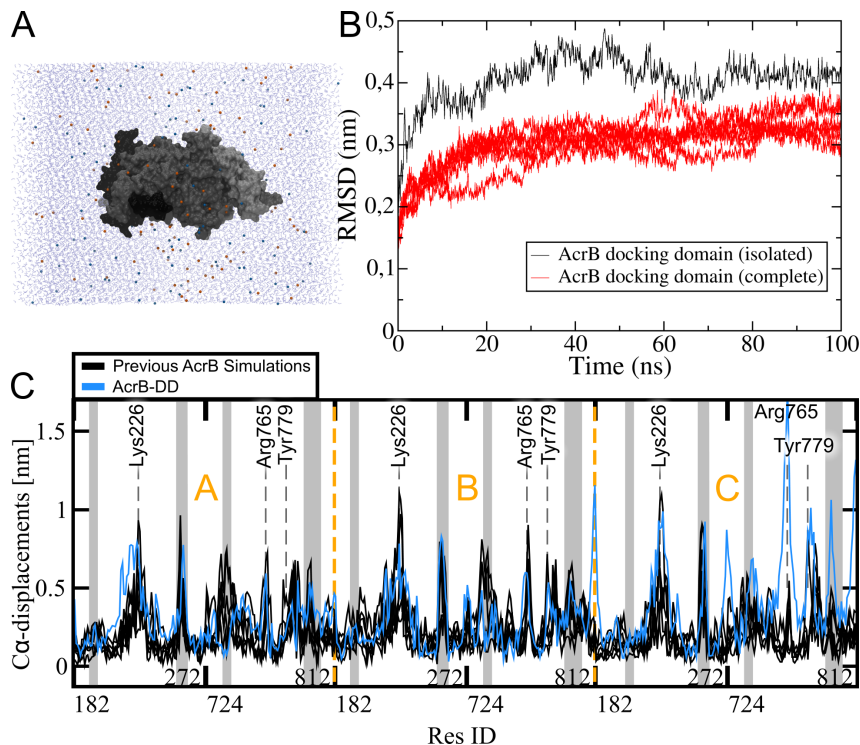 A
B
RMSD (nm)
0,5
0,4
0,3
0,2
0,1
0
AcrB docking domain (isolated)
AcrB docking domain (complete)
0 20 40 60 80 100
Time (ns)
C
Previous AcrB Simulations
AcrB-DD
Cα-displacements [nm]
1.5
1
0.5
0
Lys226 Arg765 Tyr779 Lys226 Arg765 Tyr779 Lys226 Arg765 Tyr779
A B C
272 812 272 812 272 812
182 724 182 724 182 724
Res ID